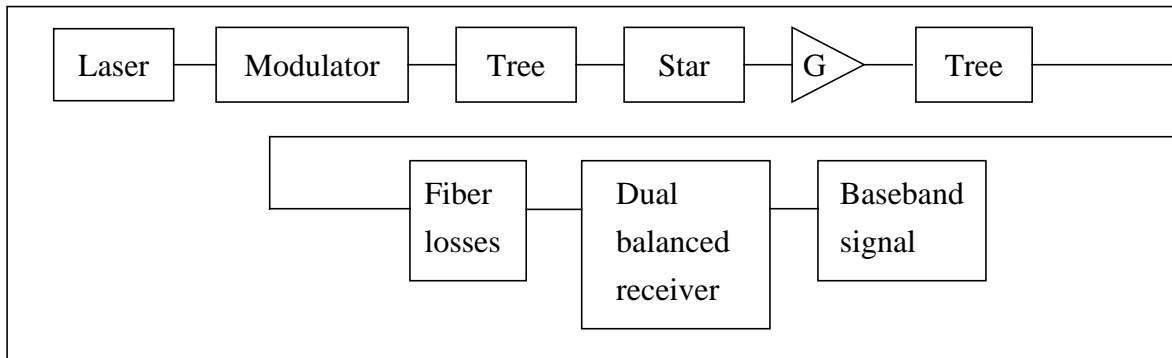 Laser
Modulator
Tree
Star
G
Tree
Fiber
losses
Dual
balanced
receiver
Baseband
signal